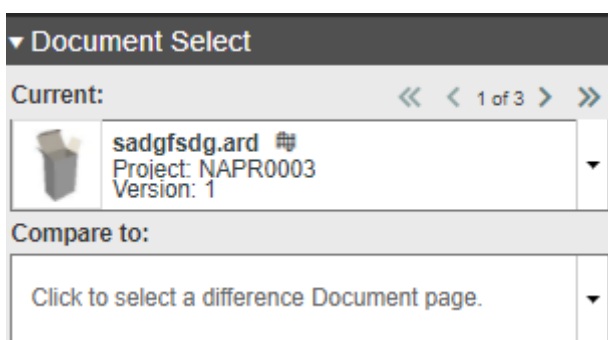 Document Select
Current: 1 of 3
sadgfsdg.ard
Project: NAPR0003
Version: 1
Compare to:
Click to select a difference Document page.